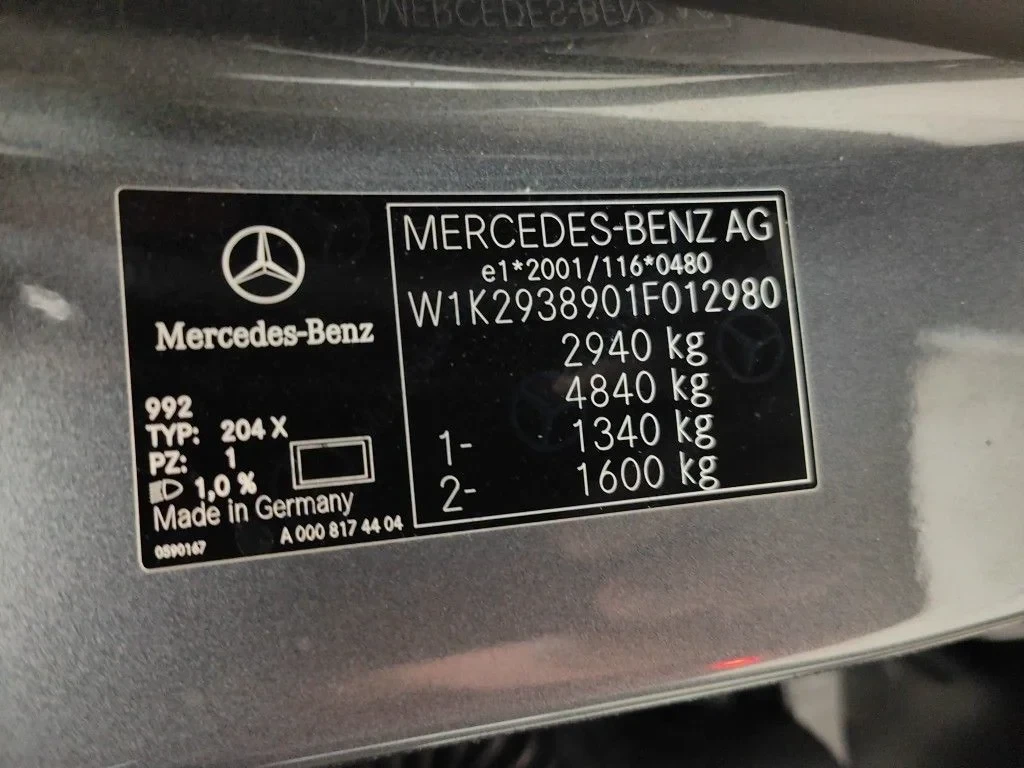 Mercedes-Benz
992
TYP: 204 X
PZ: 1
1,0 %
Made in Germany
0590167
A 000 817 44 04
MERCEDES-BENZ AG
e1*2001/116*0480
W1K2938901F012980
2940 kg
4840 kg
1- 1340 kg
2- 1600 kg